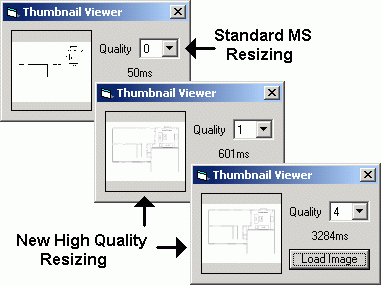 Thumbnail Viewer
Quality 0
50ms
Standard MS
Resizing
Thumbnail Viewer
Quality 1
601ms
Thumbnail Viewer
Quality 4
3284ms
Load Image
New High Quality
Resizing